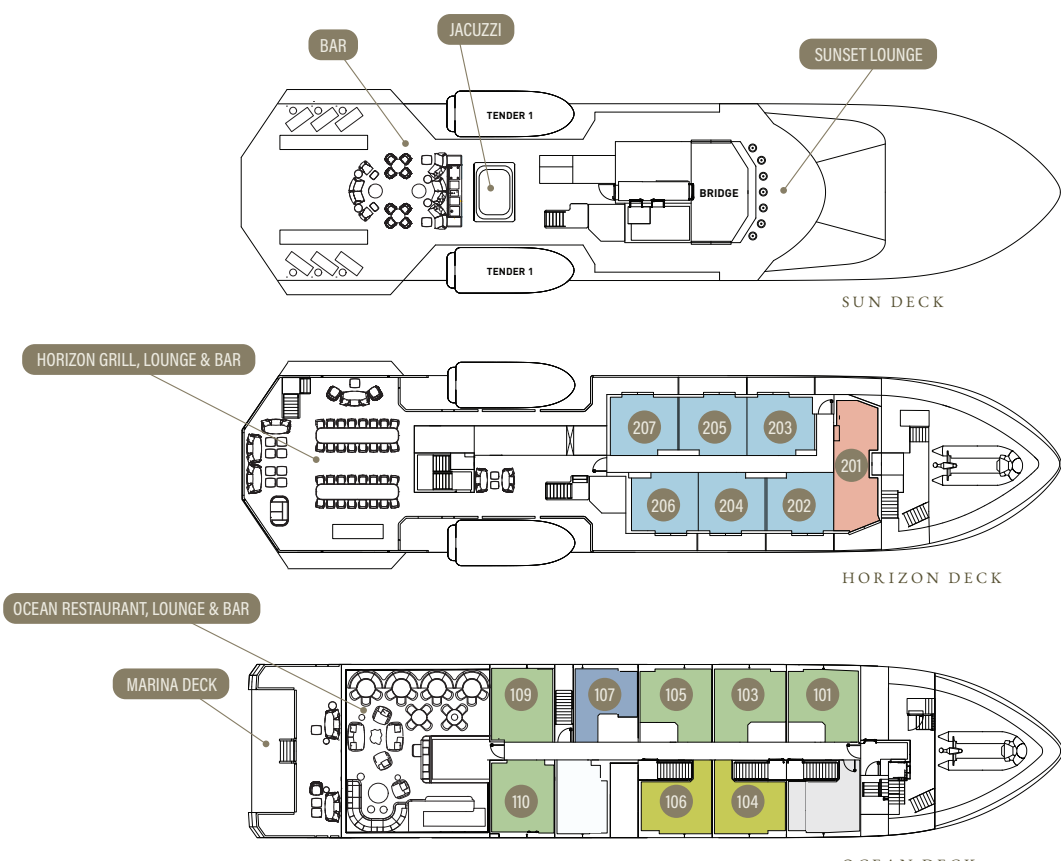 JACUZZI
BAR
SUNSET LOUNGE
TENDER 1
BRIDGE
TENDER 1
SUN DECK
HORIZON GRILL, LOUNGE & BAR
207
205
203
201
206
204
202
HORIZON DECK
OCEAN RESTAURANT, LOUNGE & BAR
MARINA DECK
109
107
105
103
101
110
106
104
OCEAN DECK